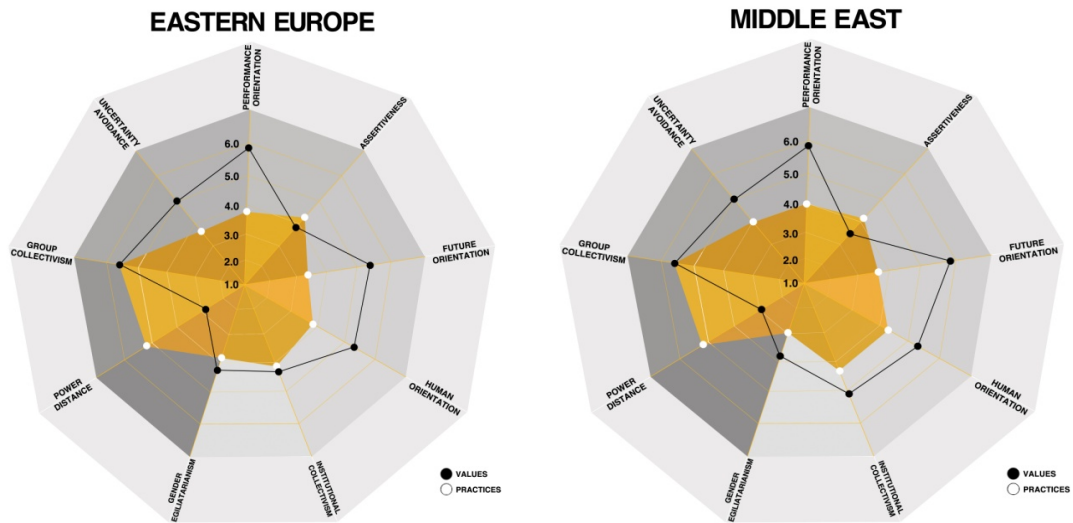 EASTERN EUROPE
PERFORMANCE
ORIENTATION
ASSERTIVENESS
UNCERTAINTY
AVOIDANCE
6.0
5.0
4.0
3.0
2.0
1.0
GROUP
COLLECTIVISM
FUTURE
ORIENTATION
POWER
DISTANCE
HUMAN
ORIENTATION
GENDER
EGILIATARIANISM
INSTITUTIONAL
COLLECTIVISM
VALUES
PRACTICES
MIDDLE EAST
PERFORMANCE
ORIENTATION
ASSERTIVENESS
UNCERTAINTY
AVOIDANCE
6.0
5.0
4.0
3.0
2.0
1.0
GROUP
COLLECTIVISM
FUTURE
ORIENTATION
POWER
DISTANCE
HUMAN
ORIENTATION
GENDER
EGILIATARIANISM
INSTITUTIONAL
COLLECTIVISM
VALUES
PRACTICES